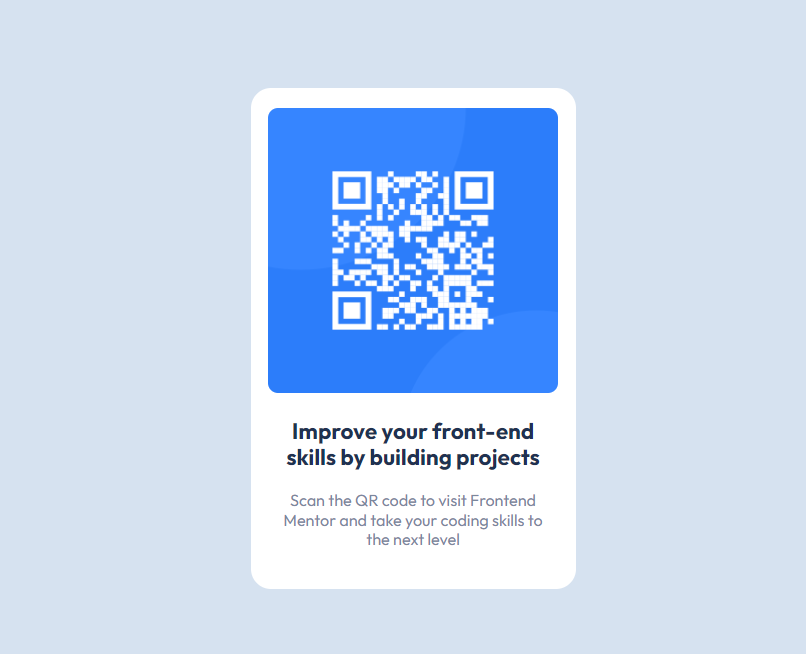 Improve your front-end
skills by building projects
Scan the QR code to visit Frontend
Mentor and take your coding skills to
the next level